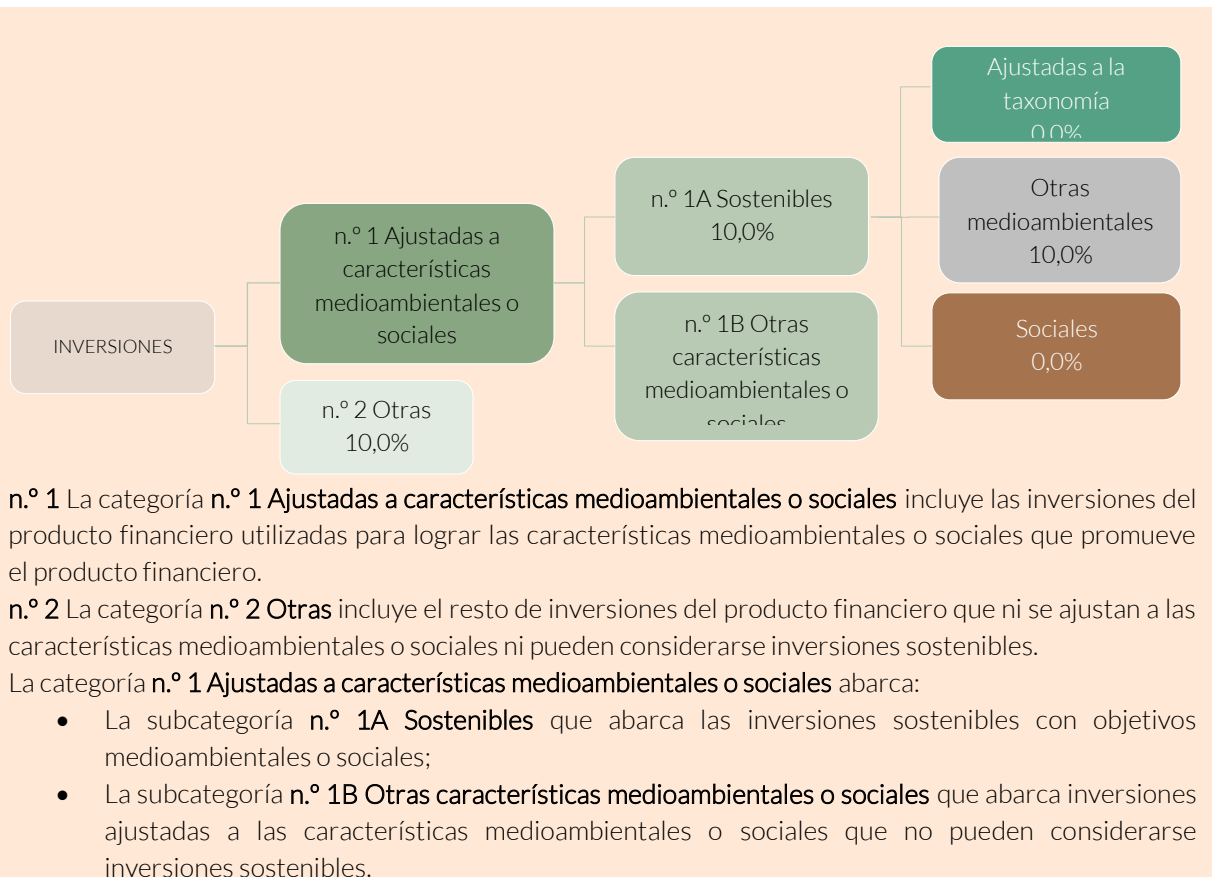 Ajustadas a la
taxonomía
0,0%
n.º 1A Sostenibles
10,0%
Otras
medioambientales
10,0%
n.º 1 Ajustadas a
características
medioambientales o
sociales
n.º 1B Otras
características
medioambientales o
sociales
Sociales
0,0%
INVERSIONES
n.º 2 Otras
10,0%
n.º 1 La categoría n.º 1 Ajustadas a características medioambientales o sociales incluye las inversiones del
producto financiero utilizadas para lograr las características medioambientales o sociales que promueve
el producto financiero.
n.º 2 La categoría n.º 2 Otras incluye el resto de inversiones del producto financiero que ni se ajustan a las
características medioambientales o sociales ni pueden considerarse inversiones sostenibles.
La categoría n.º 1 Ajustadas a características medioambientales o sociales abarca:
• La subcategoría n.º 1A Sostenibles que abarca las inversiones sostenibles con objetivos
medioambientales o sociales;
• La subcategoría n.º 1B Otras características medioambientales o sociales que abarca inversiones
ajustadas a las características medioambientales o sociales que no pueden considerarse
inversiones sostenibles.